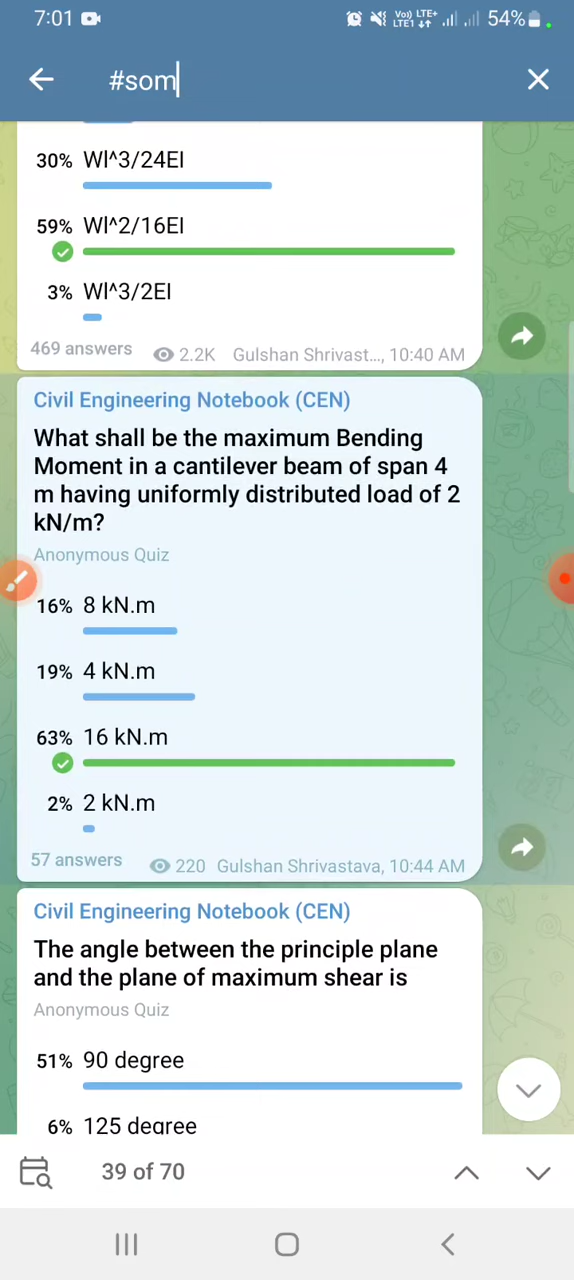 7:01
Vo)) LTE+
LTE1
54%
#som
30% Wl^3/24EI
59% Wl^2/16EI
3% Wl^3/2EI
469 answers 2.2K Gulshan Shrivast..., 10:40 AM
Civil Engineering Notebook (CEN)
What shall be the maximum Bending
Moment in a cantilever beam of span 4
m having uniformly distributed load of 2
kN/m?
Anonymous Quiz
16% 8 kN.m
19% 4 kN.m
63% 16 kN.m
2% 2 kN.m
57 answers 220 Gulshan Shrivastava, 10:44 AM
Civil Engineering Notebook (CEN)
The angle between the principle plane
and the plane of maximum shear is
Anonymous Quiz
51% 90 degree
6% 125 degree
39 of 70